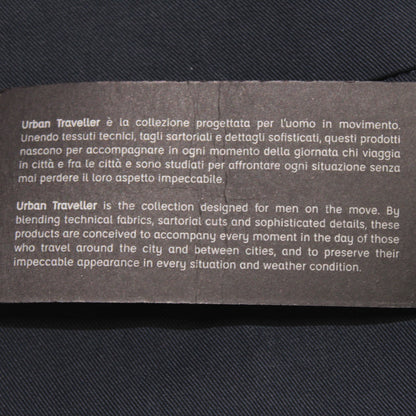 Urban Traveller è la collezione progettata per l'uomo in movimento.
Unendo tessuti tecnici, tagli sartoriali e dettagli sofisticati, questi prodotti
nascono per accompagnare in ogni momento della giornata chi viaggia
in città e fra le città e sono studiati per affrontare ogni situazione senza
mai perdere il loro aspetto impeccabile.
Urban Traveller is the collection designed for men on the move. By
blending technical fabrics, sartorial cuts and sophisticated details, these
products are conceived to accompany every moment in the day of those
who travel around the city and between cities, and to preserve their
impeccable appearance in every situation and weather condition.